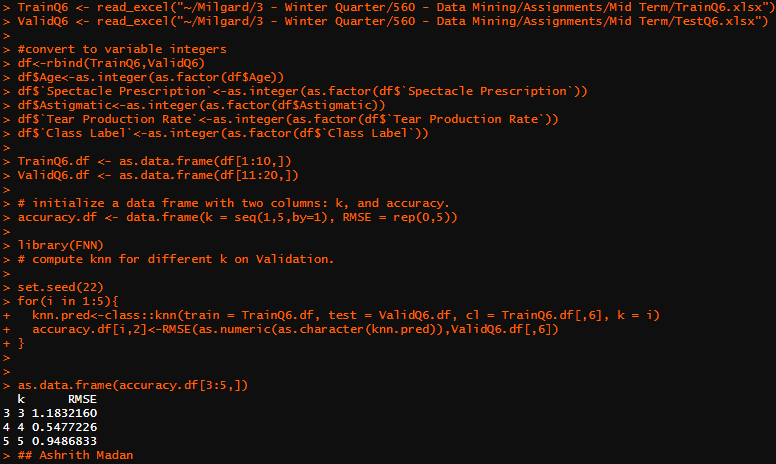 > TrainQ6 <- read_excel("~/Milgard/3 - Winter Quarter/560 - Data Mining/Assignments/Mid Term/TrainQ6.xlsx")
> ValidQ6 <- read_excel("~/Milgard/3 - Winter Quarter/560 - Data Mining/Assignments/Mid Term/TestQ6.xlsx")
>
> #convert to variable integers
> df<-rbind(TrainQ6,ValidQ6)
> df$Age<-as.integer(as.factor(df$Age))
> df$`Spectacle Prescription`<-as.integer(as.factor(df$`Spectacle Prescription`))
> df$Astigmatic<-as.integer(as.factor(df$Astigmatic))
> df$`Tear Production Rate`<-as.integer(as.factor(df$`Tear Production Rate`))
> df$`Class Label`<-as.integer(as.factor(df$`Class Label`))
>
> TrainQ6.df <- as.data.frame(df[1:10,])
> ValidQ6.df <- as.data.frame(df[11:20,])
>
> # initialize a data frame with two columns: k, and accuracy.
> accuracy.df <- data.frame(k = seq(1,5,by=1), RMSE = rep(0,5))
>
> library(FNN)
> # compute knn for different k on Validation.
>
> set.seed(22)
> for(i in 1:5){
+   knn.pred<-class::knn(train = TrainQ6.df, test = ValidQ6.df, cl = TrainQ6.df[,6], k = i)
+   accuracy.df[i,2]<-RMSE(as.numeric(as.character(knn.pred)),ValidQ6.df[,6])
+ }
>
>
> as.data.frame(accuracy.df[3:5,])
  k      RMSE
3 3 1.1832160
4 4 0.5477226
5 5 0.9486833
> ## Ashrith Madan